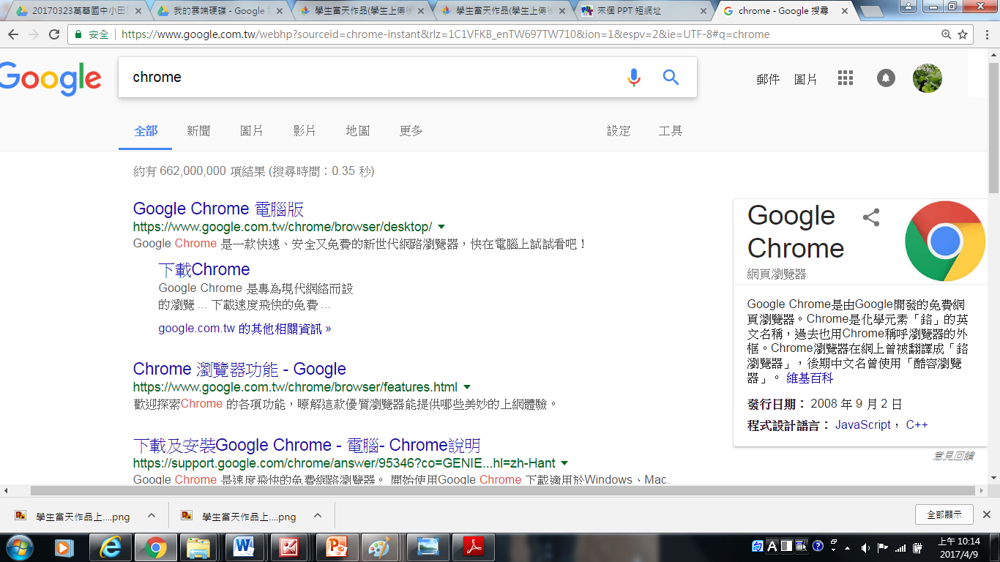 20170323萬華國中小田
我的雲端硬碟 - Google
學生當天作品(學生上傳後
學生當天作品(學生上傳後
來個 PPT 短網址
chrome - Google 搜尋
安全 https://www.google.com.tw/webhp?sourceid=chrome-instant&rlz=1C1VFKB_enTW697TW710&ion=1&espv=2&ie=UTF-8#q=chrome
Google
chrome
郵件 圖片
全部 新聞 圖片 影片 地圖 更多 設定 工具
約有 662,000,000 項結果 (搜尋時間：0.35 秒)
Google Chrome 電腦版
https://www.google.com.tw/chrome/browser/desktop/
Google Chrome 是一款快速、安全又免費的新世代網路瀏覽器，快在電腦上試試看吧！
下載Chrome
Google Chrome 是專為現代網絡而設
的瀏覽 ... 下載速度飛快的免費 ...
google.com.tw 的其他相關資訊 »
Chrome 瀏覽器功能 - Google
https://www.google.com.tw/chrome/browser/features.html
歡迎探索Chrome 的各項功能，瞭解這款優質瀏覽器能提供哪些美妙的上網體驗。
下載及安裝Google Chrome - 電腦- Chrome說明
https://support.google.com/chrome/answer/95346?co=GENIE...hl=zh-Hant
Google Chrome 是速度飛快的免費網路瀏覽器。 開始使用Google Chrome 下載適用於Windows、Mac.
Google
Chrome
網頁瀏覽器
Google Chrome是由Google開發的免費網
頁瀏覽器。Chrome是化學元素「鉻」的英
文名稱，過去也用Chrome稱呼瀏覽器的外
框。Chrome瀏覽器在網上曾被翻譯成「鉻
瀏覽器」，後期中文名曾使用「酷容瀏覽
器」。 維基百科
發行日期： 2008 年 9 月 2 日
程式設計語言： JavaScript， C++
意見回饋
學生當天作品上....png
學生當天作品上....png
全部顯示
上午 10:14
2017/4/9